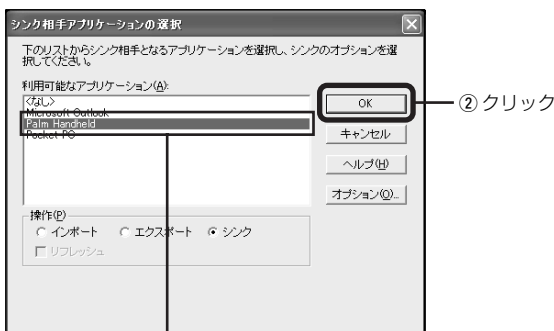 シンク相手アプリケーションの選択
下のリストからシンク相手となるアプリケーションを選択し、シンクのオプションを選
択してください。
利用可能なアプリケーション(A):
<なし>
Microsoft Outlook
Palm Handheld
Pocket PC
OK
② クリック
キャンセル
ヘルプ(H)
オプション(O)...
操作(P)
インポート
エクスポート
シンク
リフレッシュ